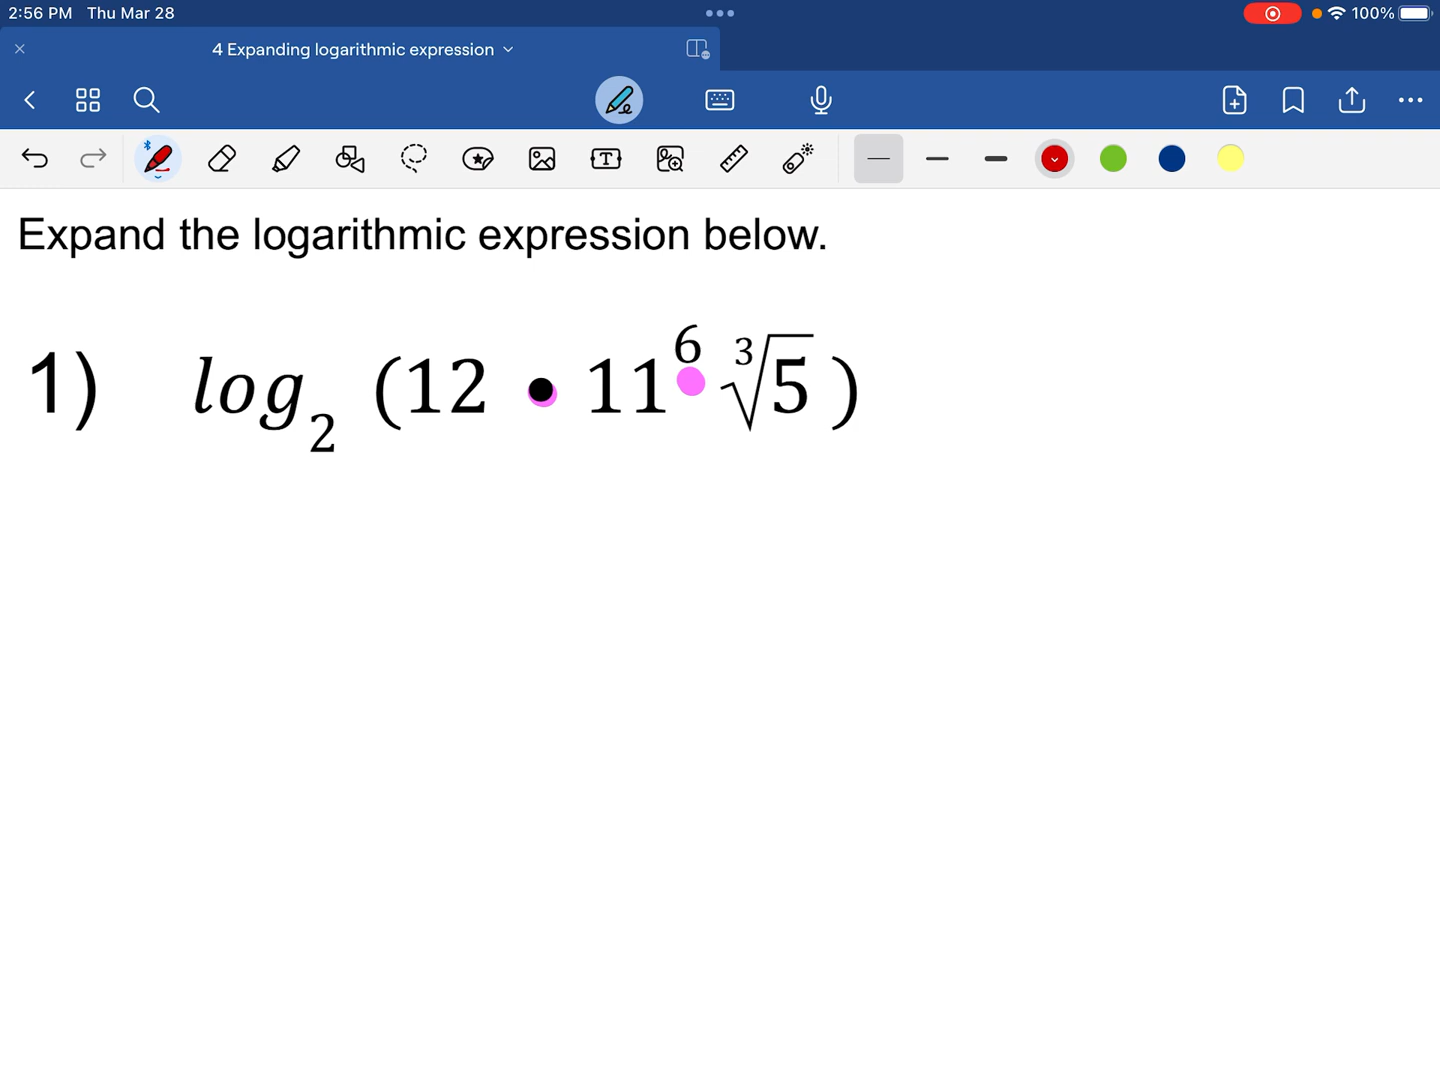 2:56 PM Thu Mar 28 100%
4 Expanding logarithmic expression
Expand the logarithmic expression below.
1) log₂ (12 • 11⁶ • ∛5 )